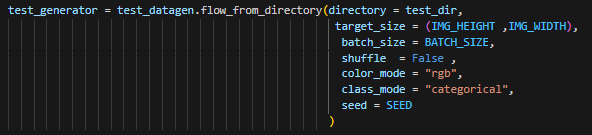 test_generator = test_datagen.flow_from_directory(directory = test_dir,
target_size = (IMG_HEIGHT ,IMG_WIDTH),
batch_size = BATCH_SIZE,
shuffle  = False ,
color_mode = "rgb",
class_mode = "categorical",
seed = SEED
)